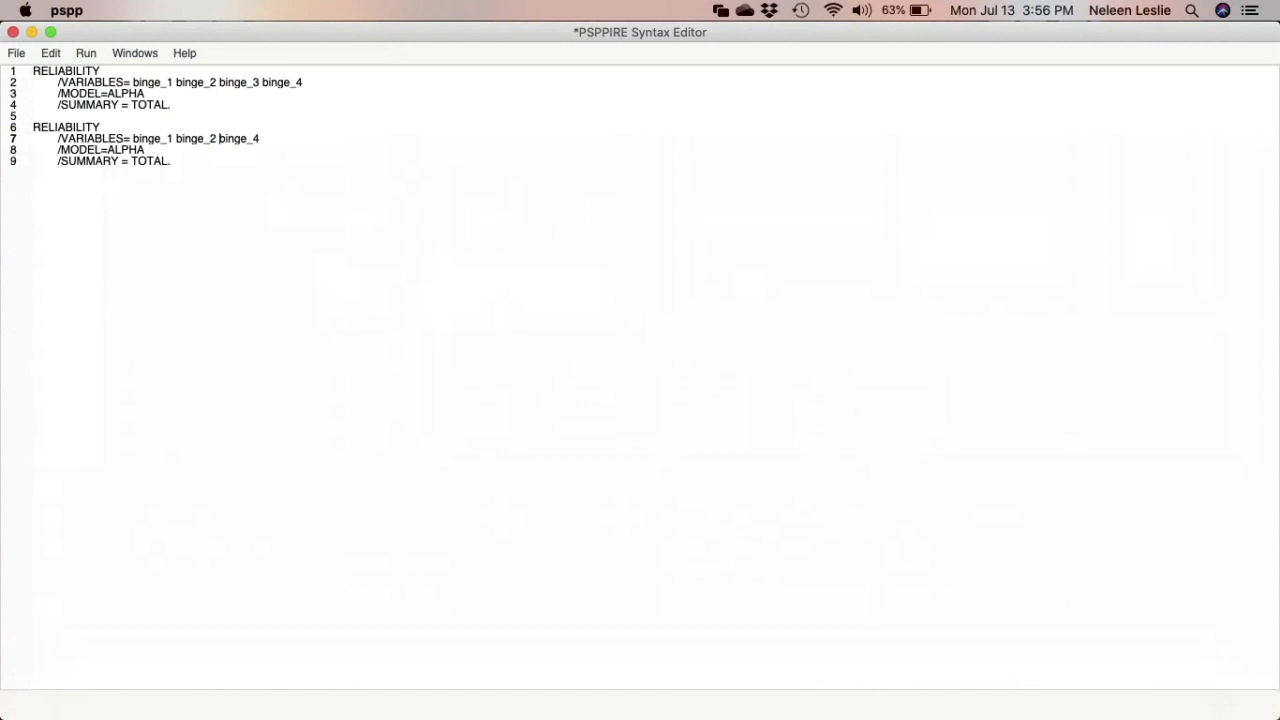 pspp 63% Mon Jul 13 3:56 PM Neleen Leslie
*PSPPIRE Syntax Editor
File Edit Run Windows Help
1 RELIABILITY
2 /VARIABLES= binge_1 binge_2 binge_3 binge_4
3 /MODEL=ALPHA
4 /SUMMARY = TOTAL.
5
6 RELIABILITY
7 /VARIABLES= binge_1 binge_2 binge_4
8 /MODEL=ALPHA
9 /SUMMARY = TOTAL.